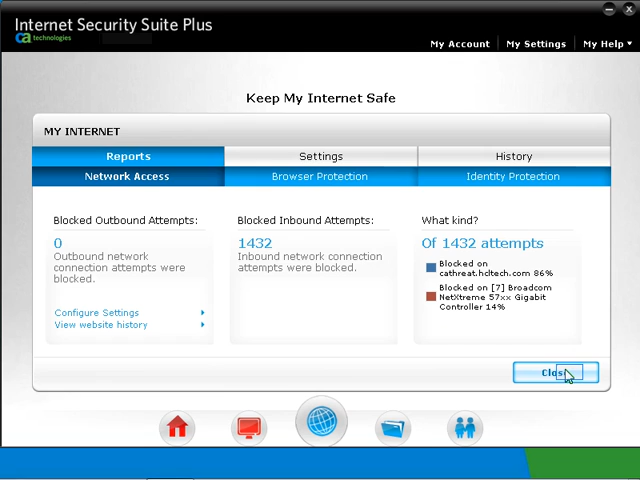 Internet Security Suite Plus
ca technologies
My Account
My Settings
My Help
Keep My Internet Safe
MY INTERNET
Reports
Settings
History
Network Access
Browser Protection
Identity Protection
Blocked Outbound Attempts:
0
Outbound network
connection attempts were
blocked.
Configure Settings
View website history
Blocked Inbound Attempts:
1432
Inbound network connection
attempts were blocked.
What kind?
Of 1432 attempts
Blocked on
cathreat.hcltech.com 86%
Blocked on [7] Broadcom
NetXtreme 57xx Gigabit
Controller 14%
Close